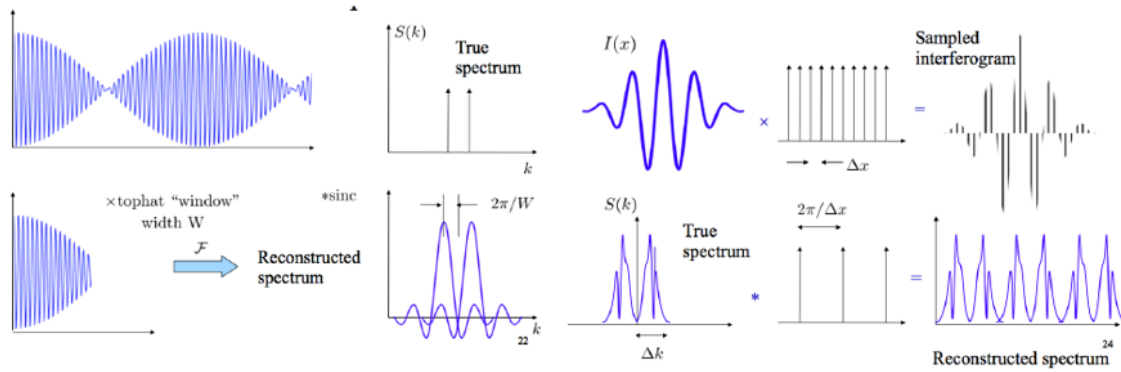 S(k)
True
spectrum
k
×tophat “window”
width W
F
Reconstructed
spectrum
*sinc
2π/W
k
22
I(x)
×
Δx
=
Sampled
interferogram
S(k)
True
spectrum
Δk
*
2π/Δx
=
24
Reconstructed spectrum